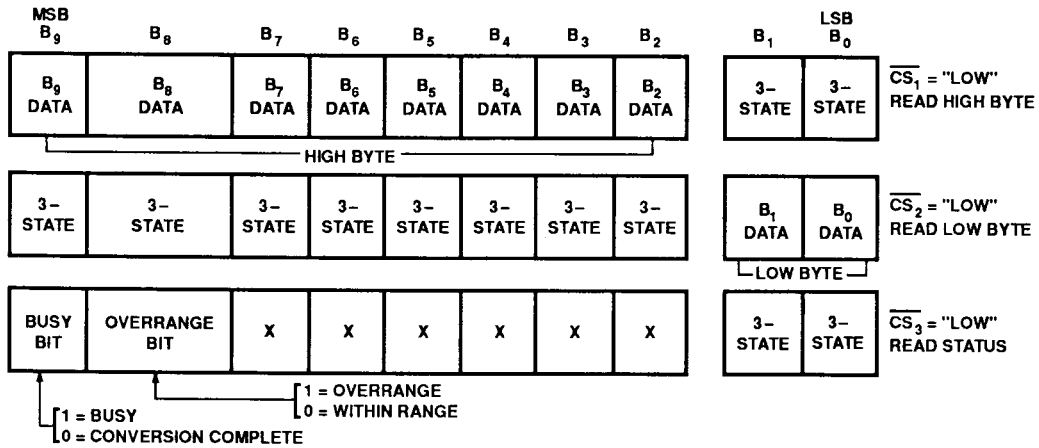 MSB LSB
B9 B8 B7 B6 B5 B4 B3 B2 B1 B0
B9 DATA B8 DATA B7 DATA B6 DATA B5 DATA B4 DATA B3 DATA B2 DATA 3–STATE 3–STATE CS1 = "LOW"
READ HIGH BYTE
HIGH BYTE
3–STATE 3–STATE 3–STATE 3–STATE 3–STATE 3–STATE 3–STATE 3–STATE B1 DATA B0 DATA CS2 = "LOW"
READ LOW BYTE
LOW BYTE
BUSY BIT OVERRANGE BIT X X X X X X 3–STATE 3–STATE CS3 = "LOW"
READ STATUS
1 = OVERRANGE
0 = WITHIN RANGE
1 = BUSY
0 = CONVERSION COMPLETE